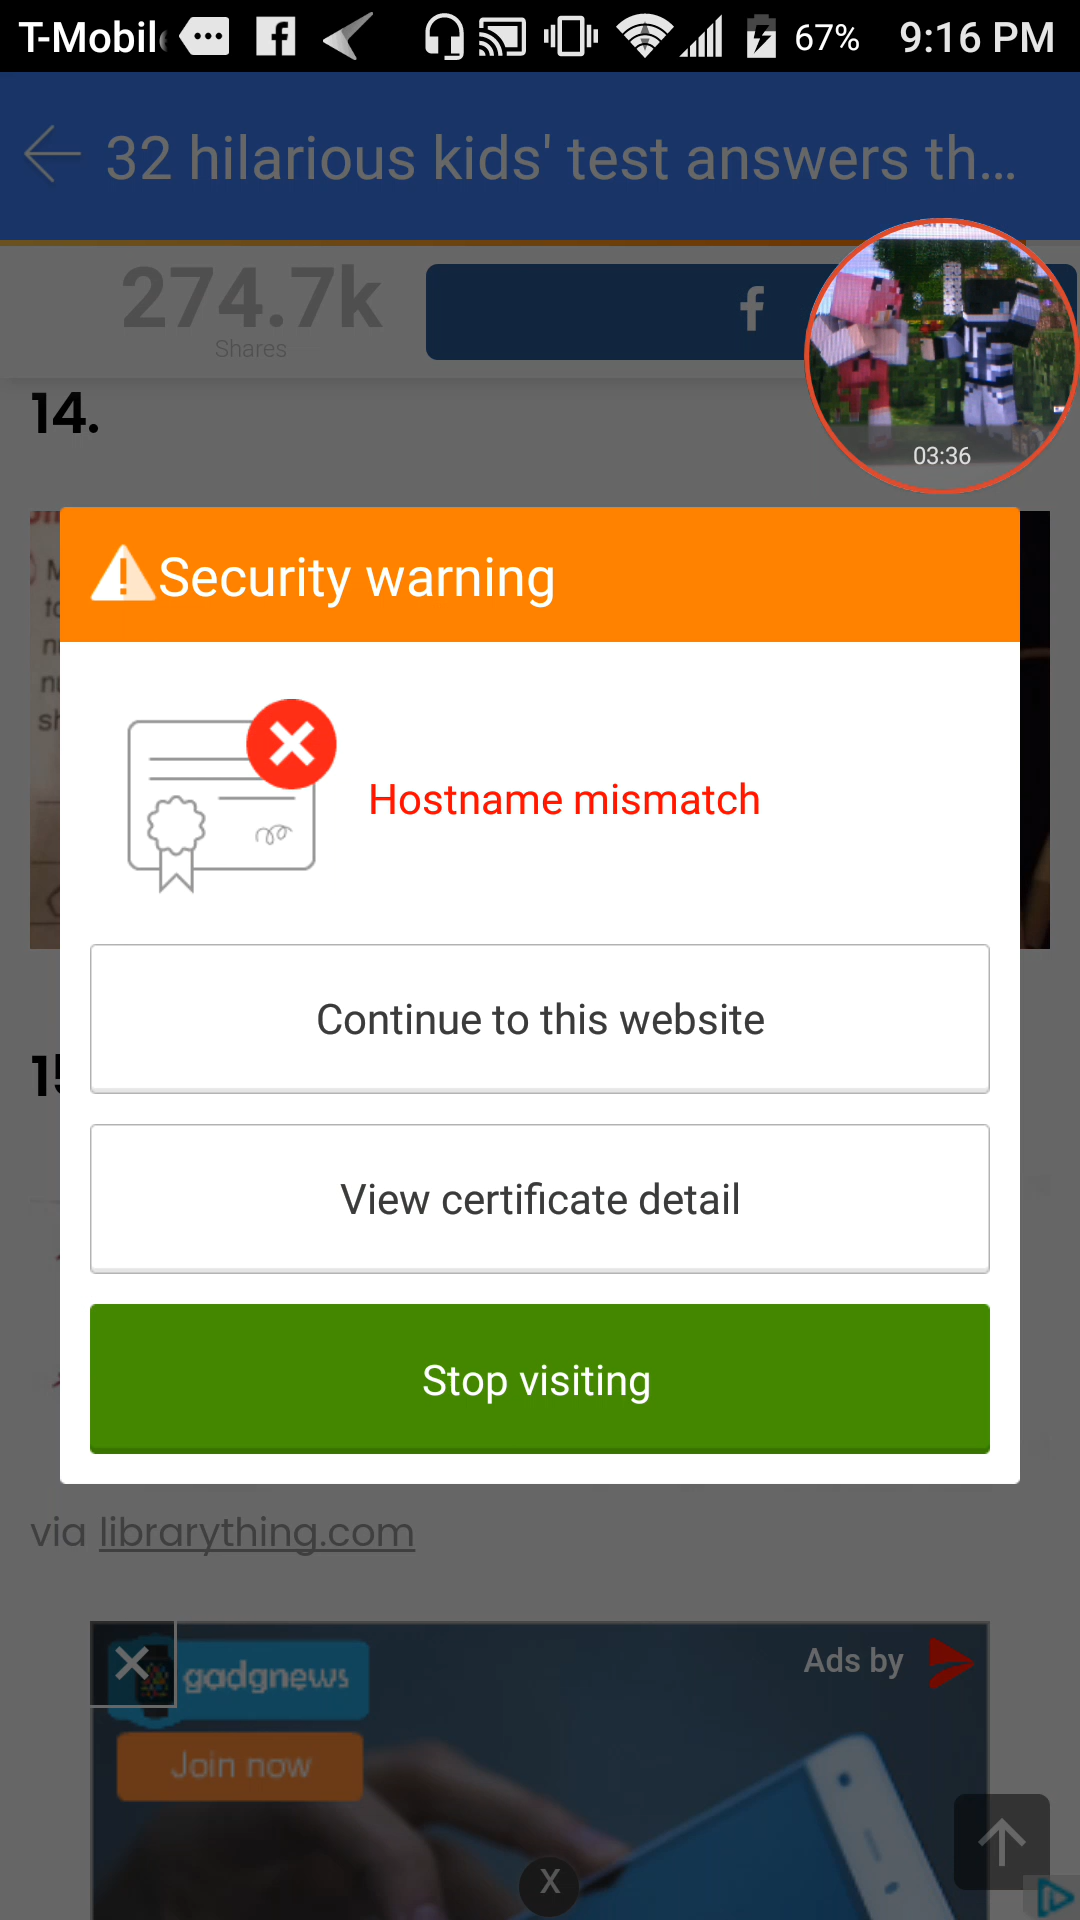 T-Mobil
67%
9:16 PM
32 hilarious kids' test answers th...
274.7k
Shares
f
03:36
14.
Security warning
Hostname mismatch
Continue to this website
View certificate detail
Stop visiting
via librarything.com
gadgnews
Ads by
Join now
X